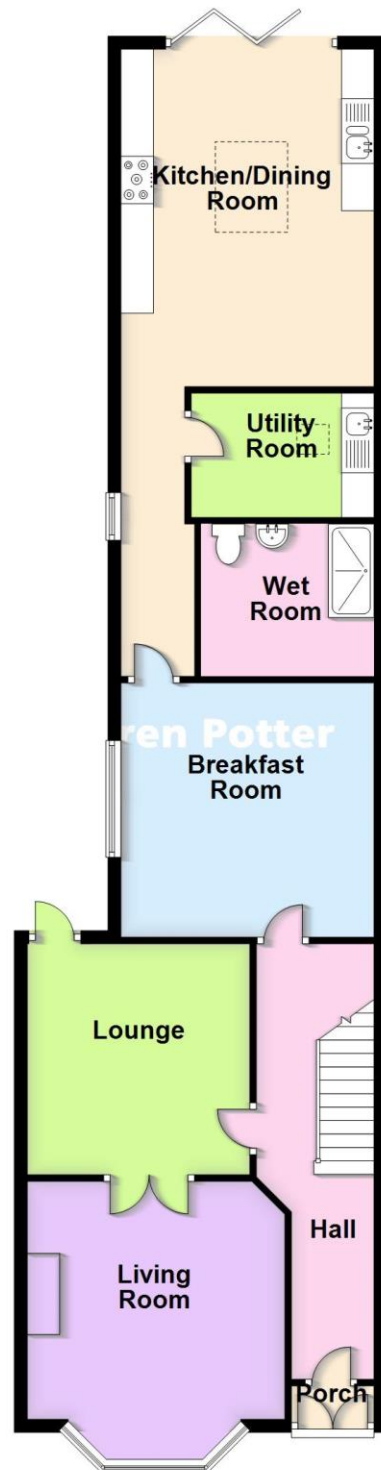 Kitchen/Dining
Room
Utility
Room
Wet
Room
ren Potter
Breakfast
Room
Lounge
Hall
Living
Room
Porch